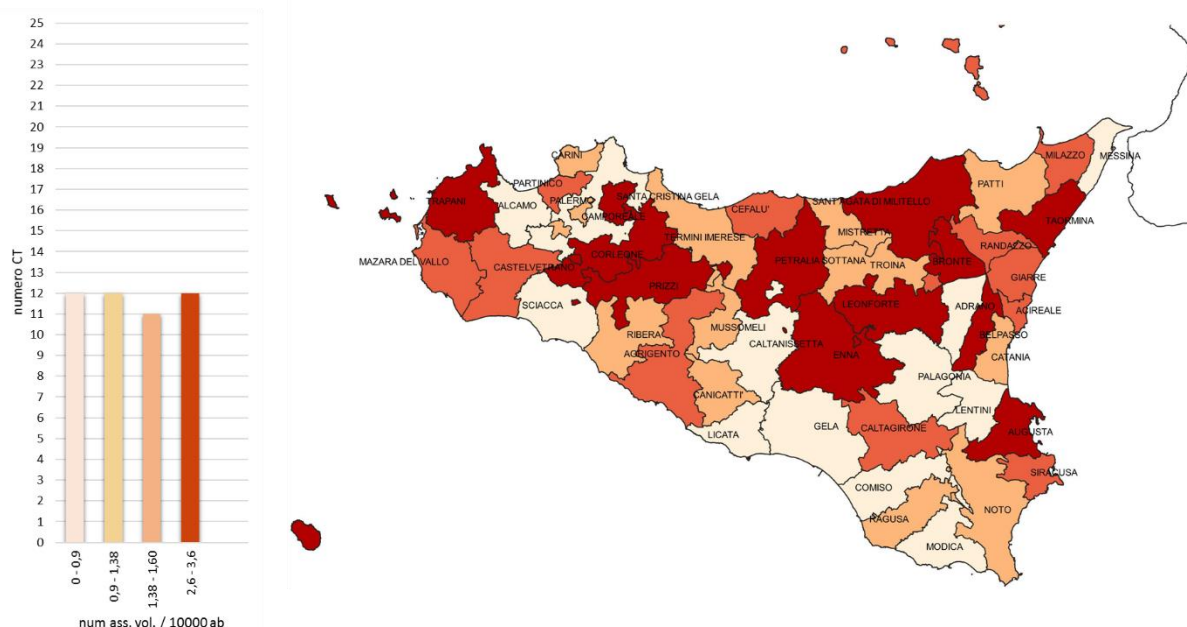 25
24
23
22
21
20
19
18
17
16
15
14
13
12
11
10
9
8
7
6
5
4
3
2
1
0
numero CT
0 - 0,9
0,9 - 1,38
1,38 - 1,60
2,6 - 3,6
num ass. vol. / 10000 ab
CARINI
MILAZZO
MESSINA
PARTINICO
PATTI
TRAPANI
ALCAMO
PALERMO
SANTA CRISTINA GELA
CEFALU'
SANT'AGATA DI MILITELLO
CAMPOREALE
TAORMINA
TERMINI IMERESE
MISTRETTA
RANDAZZO
MAZARA DEL VALLO
CASTELVETRANO
CORLEONE
PETRALIA SOTTANA
TROINA
BRONTE
GIARRE
PRIZZI
SCIACCA
LEONFORTE
ADRANO
ACIREALE
RIBERA
MUSSOMELI
BELPASSO
CALTANISSETTA
AGRIGENTO
ENNA
CATANIA
PALAGONIA
CANICATTI'
LENTINI
LICATA
GELA
CALTAGIRONE
AUGUSTA
SIRACUSA
COMISO
RAGUSA
NOTO
MODICA